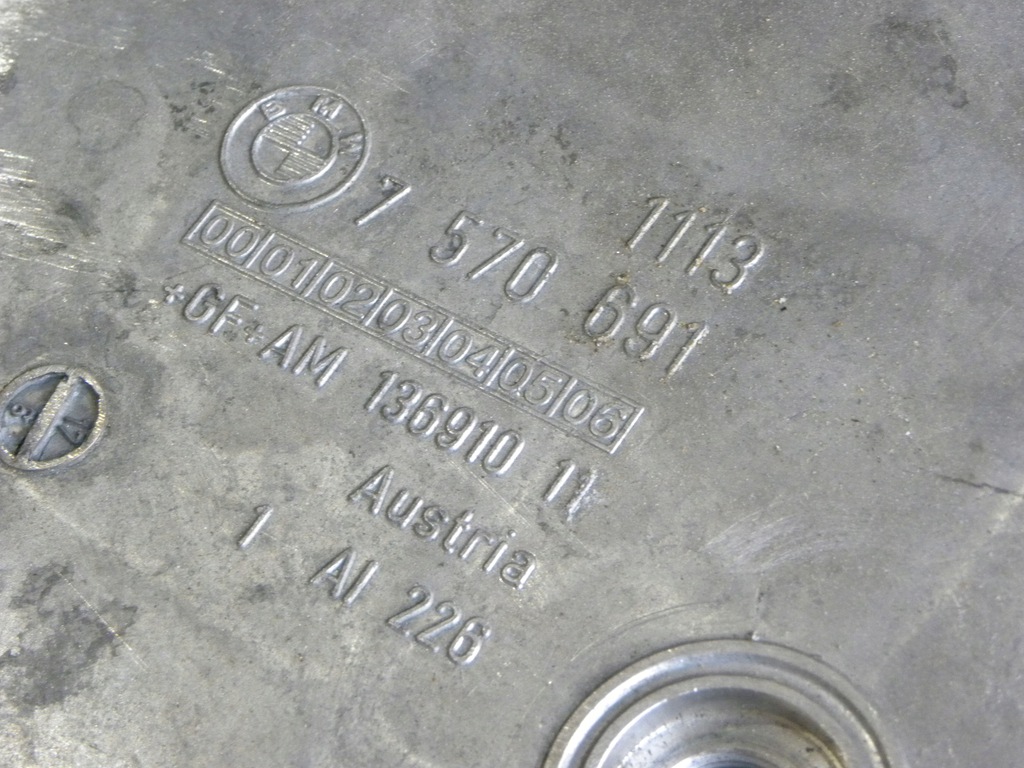 BMW
1113
7 570 691
00 01 02 03 04 05 06
+GF+ AM 136910 11
Austria
1 Al 226